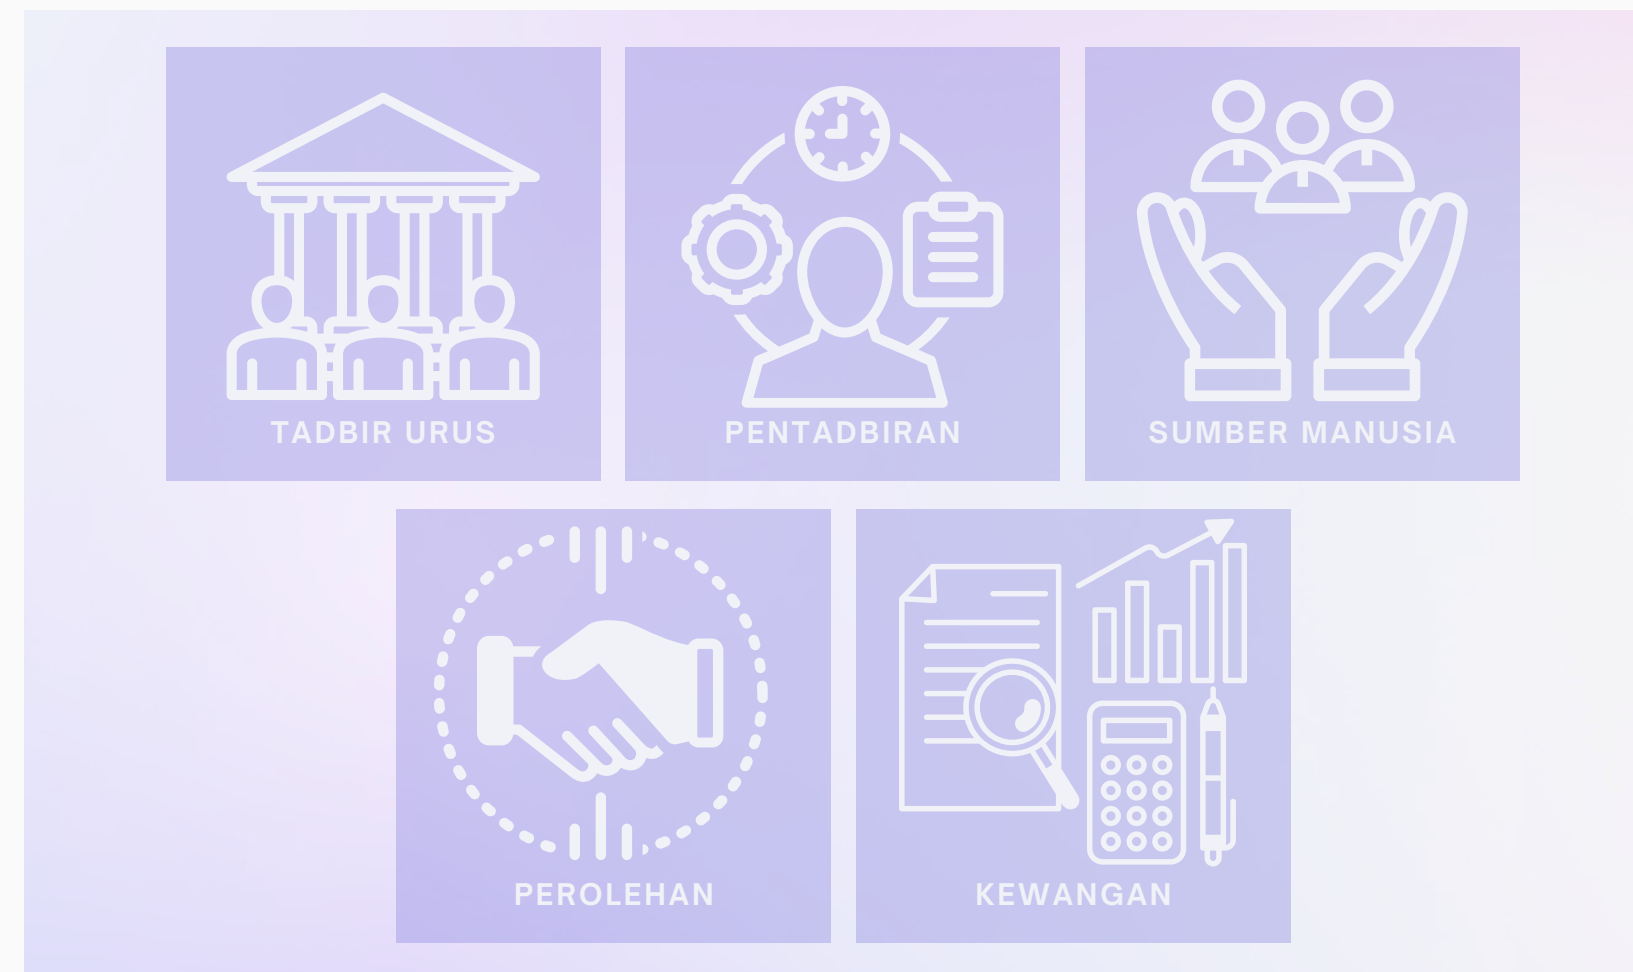 TADBIR URUS
PENTADBIRAN
SUMBER MANUSIA
PEROLEHAN
KEWANGAN